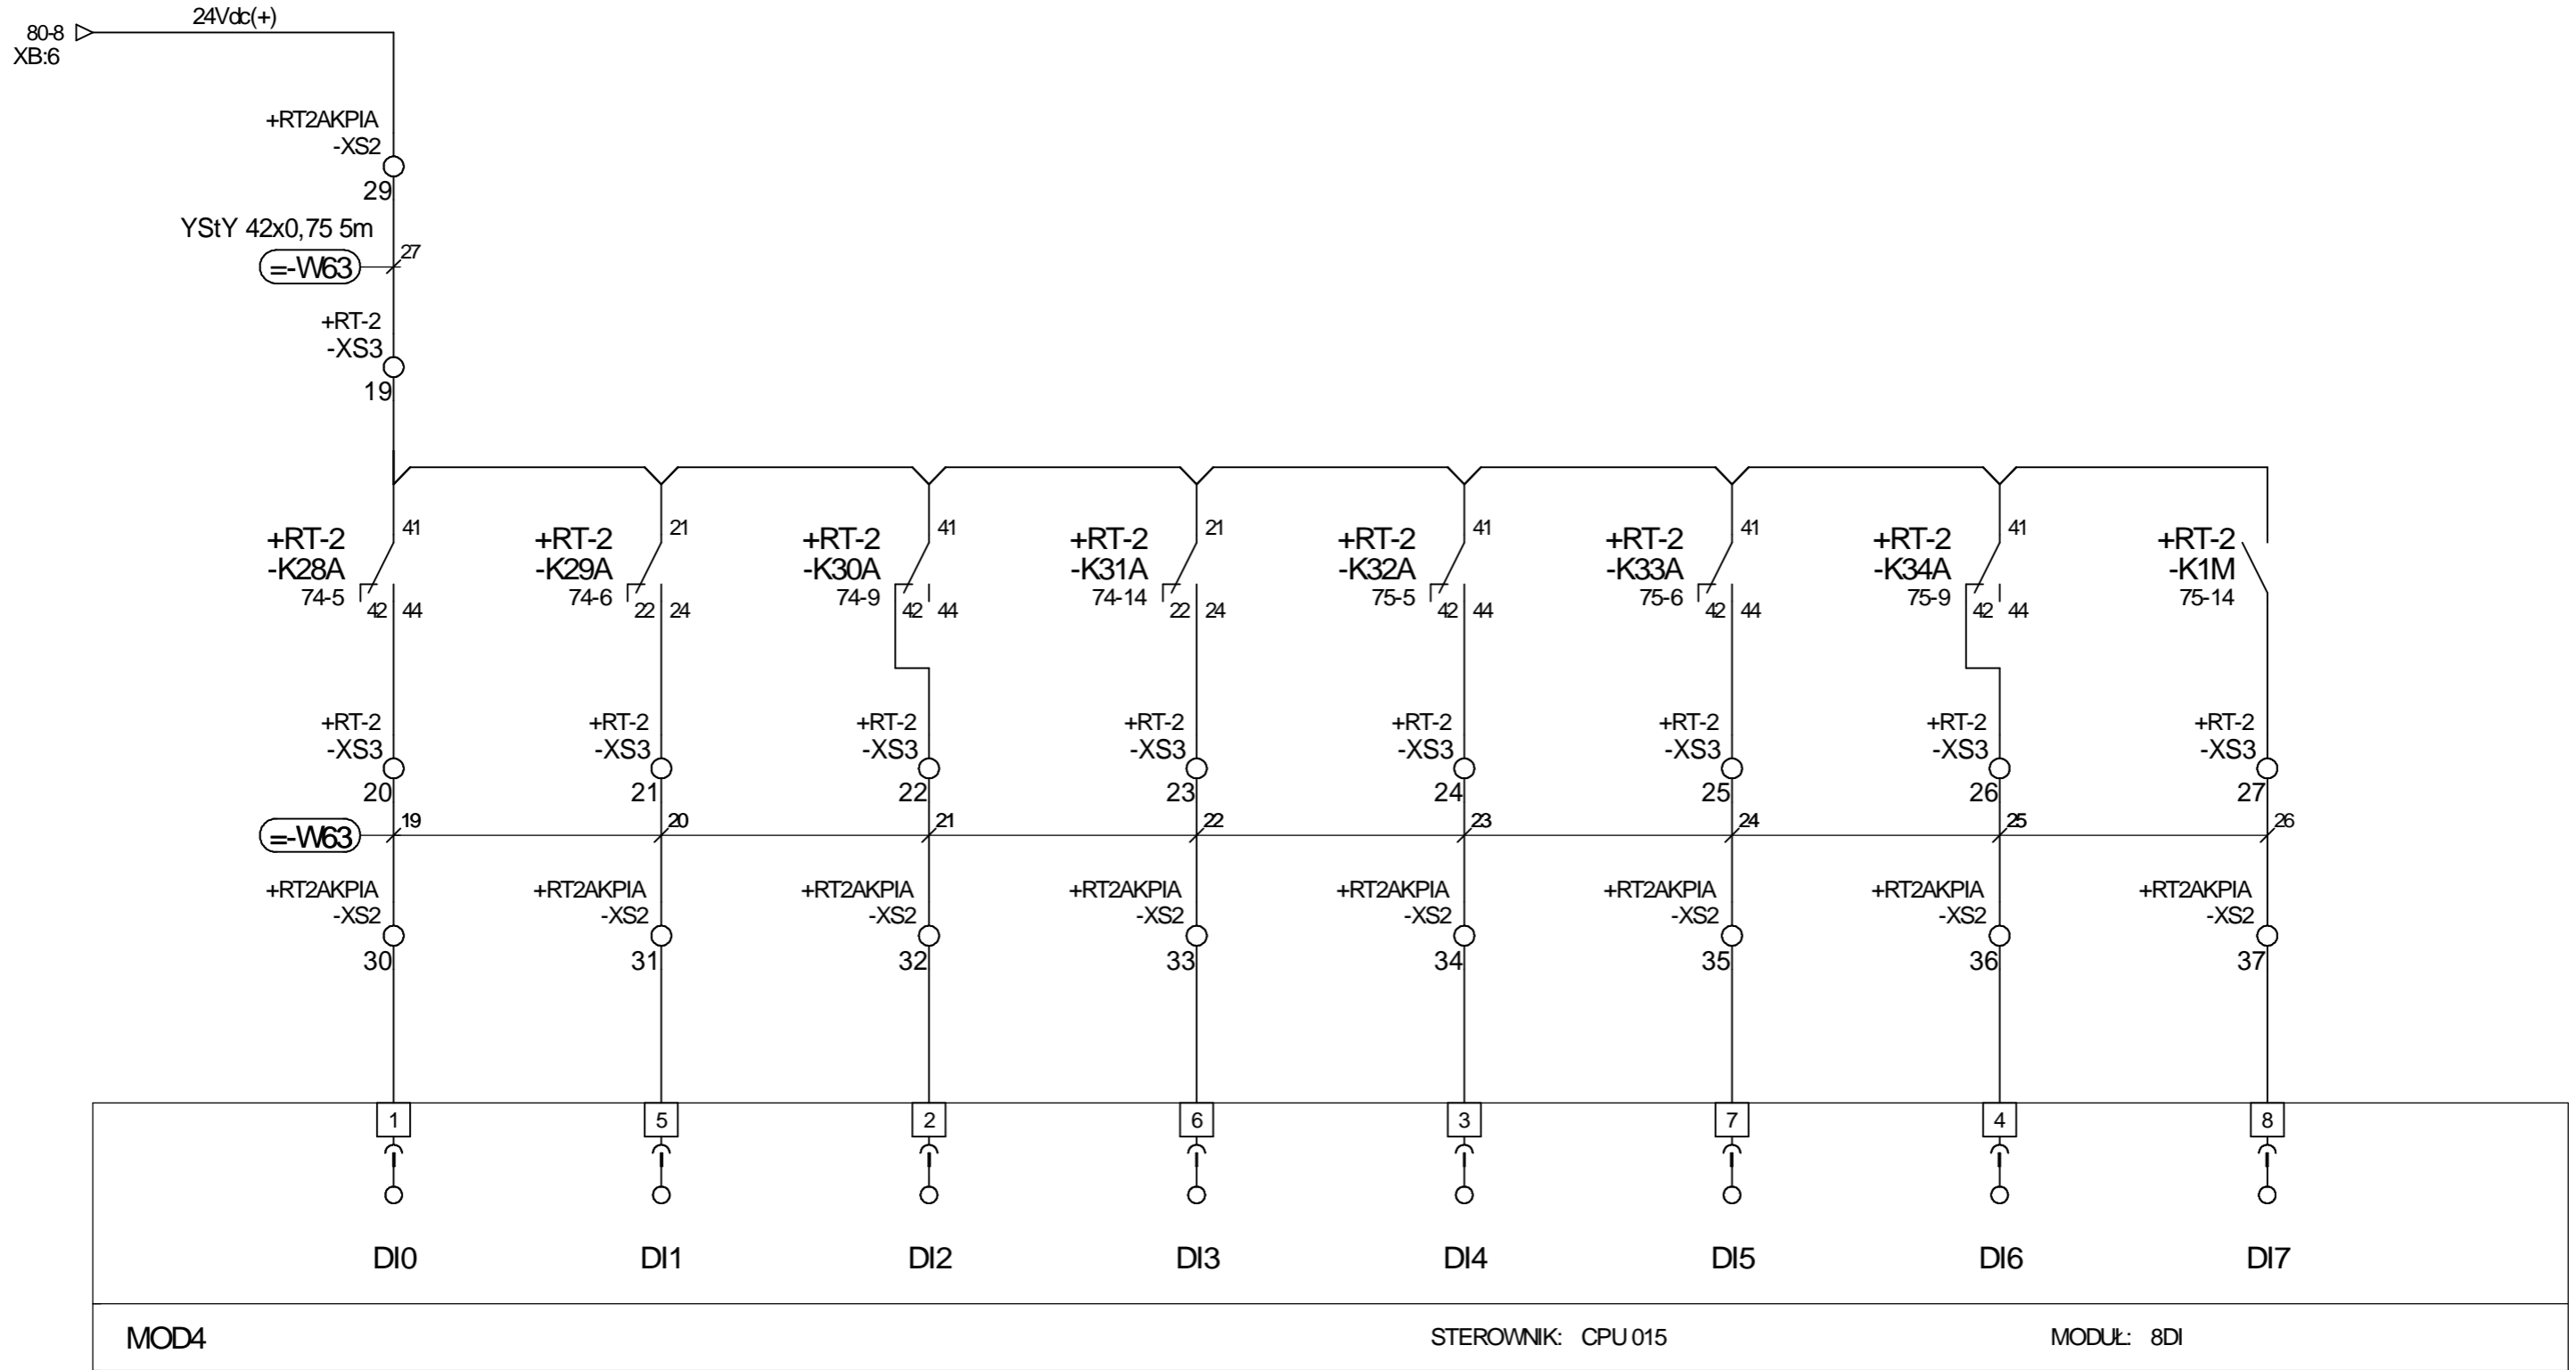 24Vdc(+)
80-8
XB:6
+RT2AKPIA
-XS2
29
YStY 42x0,75 5m
=-W63
27
+RT-2
-XS3
19
+RT-2
-K28A
74-5
41
42
44
+RT-2
-K29A
74-6
21
22
24
+RT-2
-K30A
74-9
41
42
44
+RT-2
-K31A
74-14
21
22
24
+RT-2
-K32A
75-5
41
42
44
+RT-2
-K33A
75-6
41
42
44
+RT-2
-K34A
75-9
41
42
44
+RT-2
-K1M
75-14
+RT-2
-XS3
20
+RT-2
-XS3
21
+RT-2
-XS3
22
+RT-2
-XS3
23
+RT-2
-XS3
24
+RT-2
-XS3
25
+RT-2
-XS3
26
+RT-2
-XS3
27
=-W63
19
20
21
22
23
24
25
26
+RT2AKPIA
-XS2
30
+RT2AKPIA
-XS2
31
+RT2AKPIA
-XS2
32
+RT2AKPIA
-XS2
33
+RT2AKPIA
-XS2
34
+RT2AKPIA
-XS2
35
+RT2AKPIA
-XS2
36
+RT2AKPIA
-XS2
37
1
5
2
6
3
7
4
8
DI0
DI1
DI2
DI3
DI4
DI5
DI6
DI7
MOD4
STEROWNIK: CPU 015
MODUŁ: 8DI